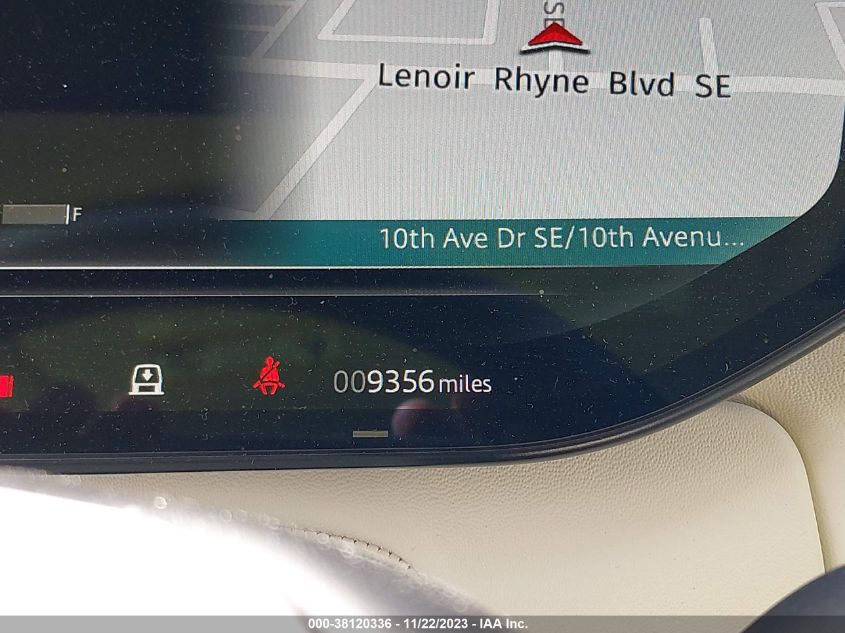 SE
Lenoir Rhyne Blvd SE
F
10th Ave Dr SE/10th Avenu...
009356 miles
000-38120336 - 11/22/2023 - IAA Inc.